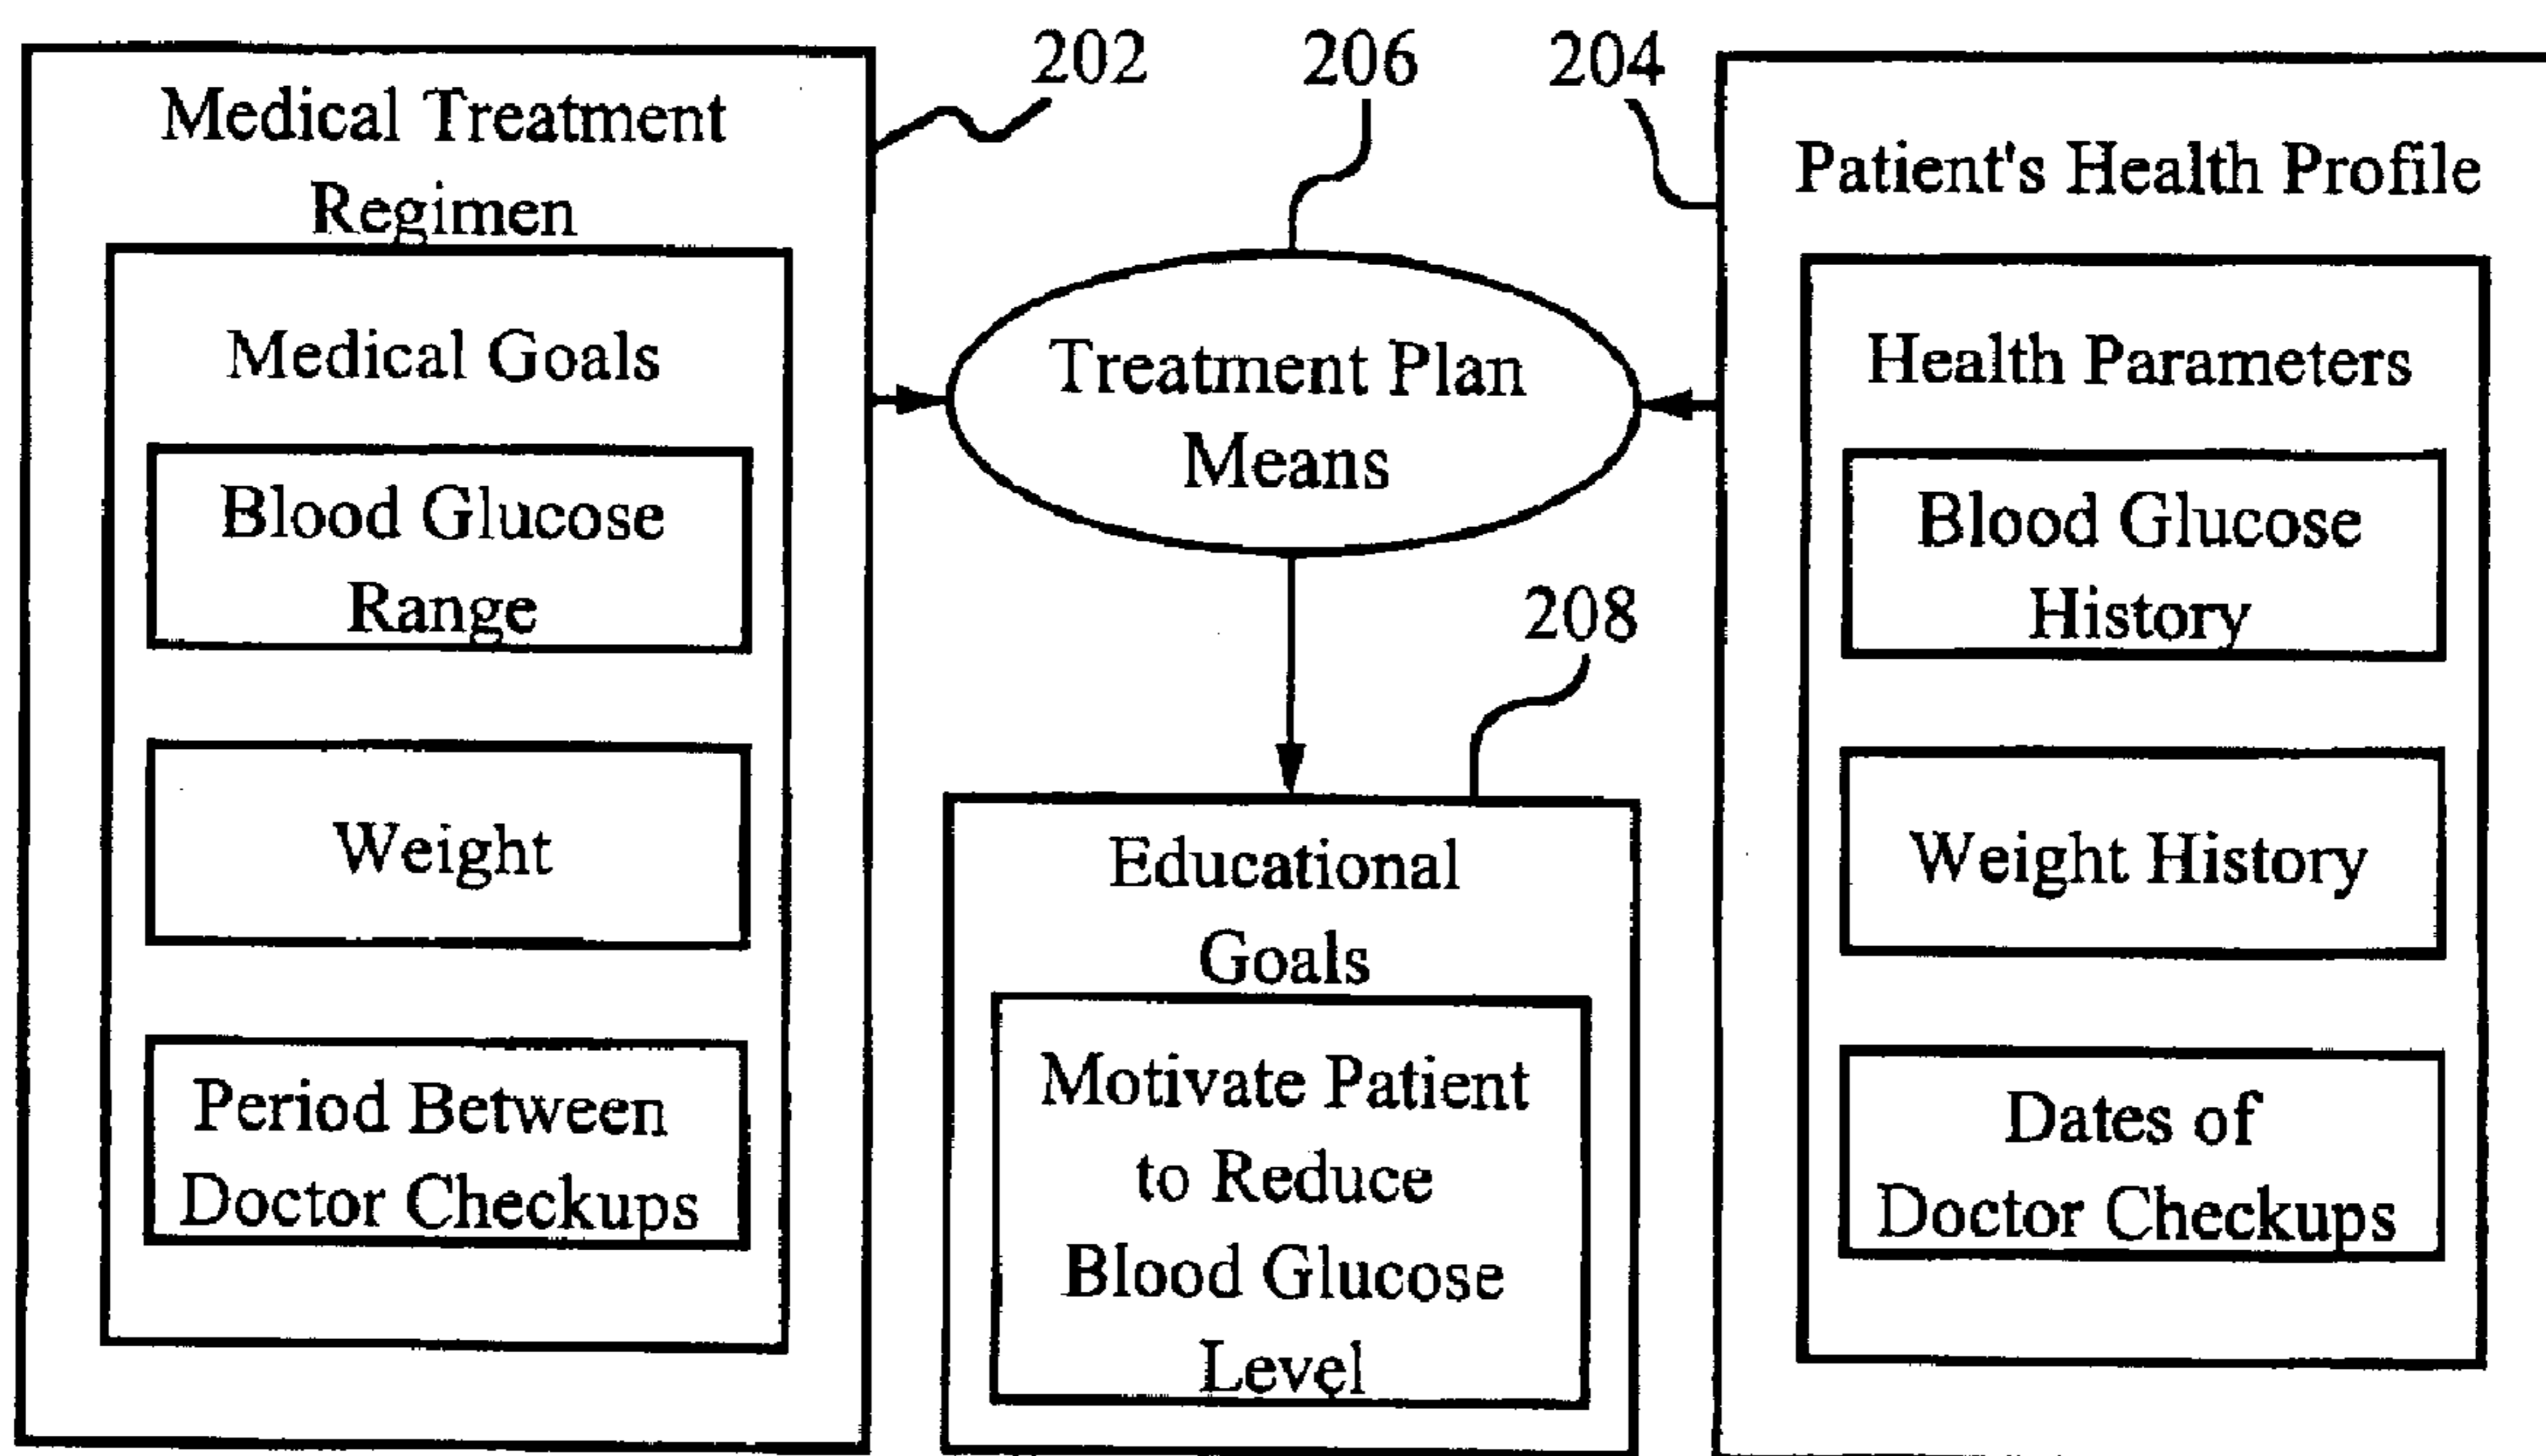 202
206
204
Medical Treatment
Regimen
Medical Goals
Blood Glucose
Range
Weight
Period Between
Doctor Checkups
Treatment Plan
Means
208
Educational
Goals
Motivate Patient
to Reduce
Blood Glucose
Level
Patient's Health Profile
Health Parameters
Blood Glucose
History
Weight History
Dates of
Doctor Checkups